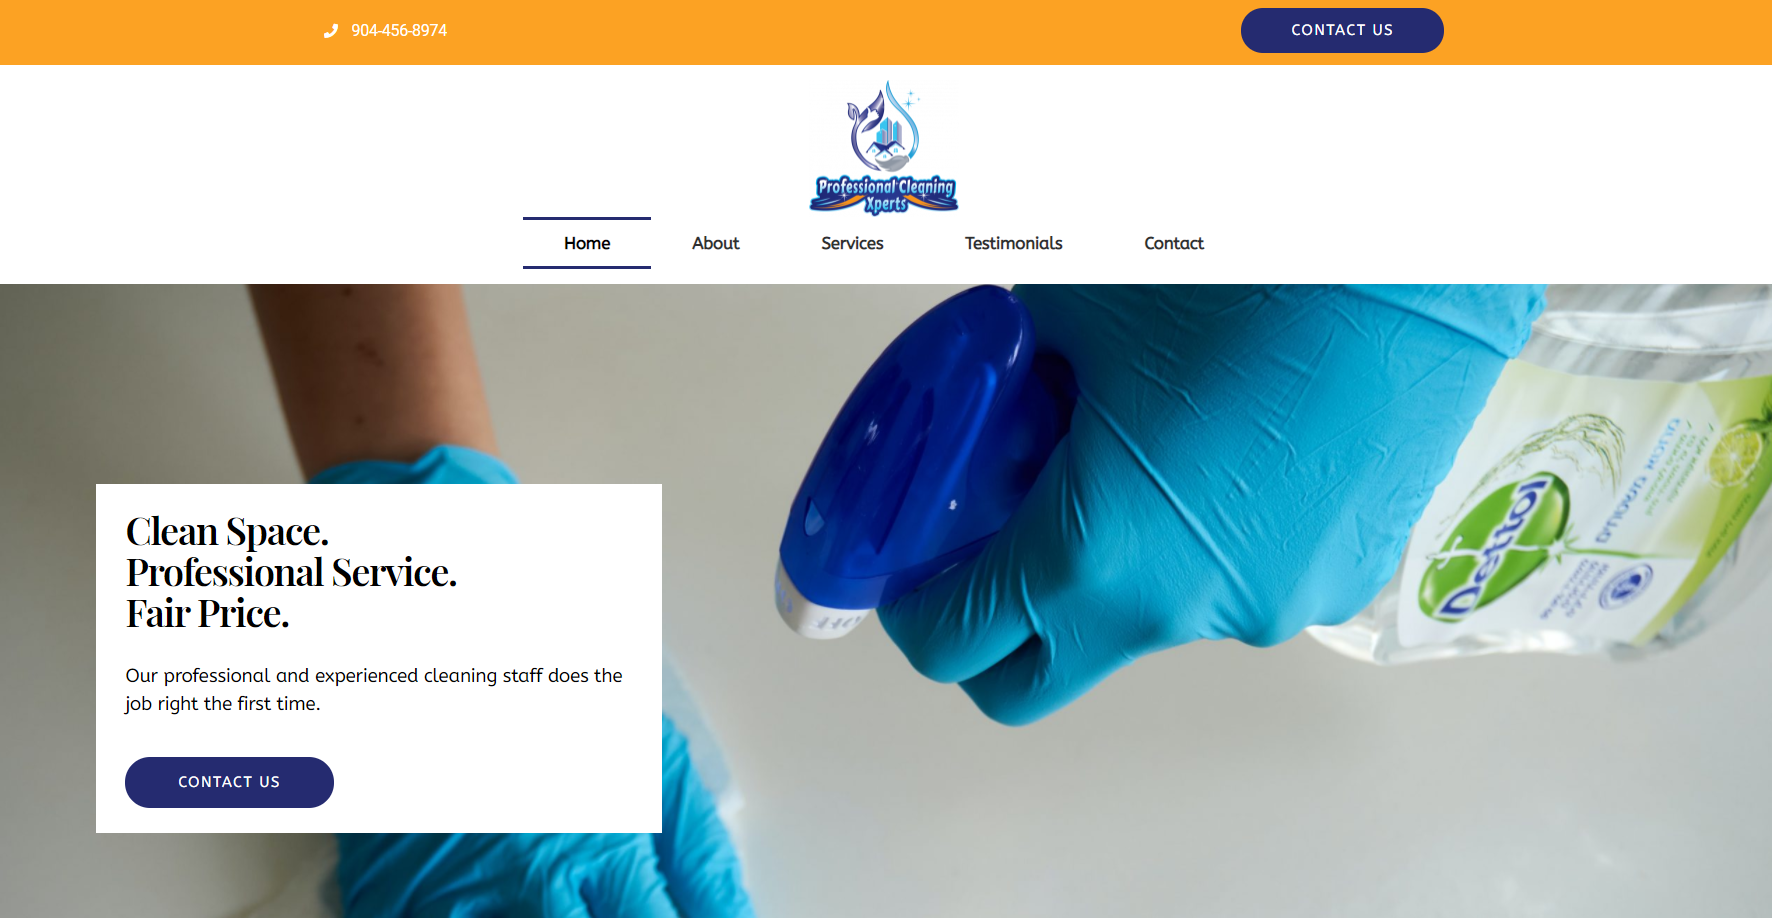 904-456-8974
CONTACT US
Professional Cleaning
Xperts
Home
About
Services
Testimonials
Contact
Clean Space.
Professional Service.
Fair Price.
Our professional and experienced cleaning staff does the
job right the first time.
CONTACT US
Dettol